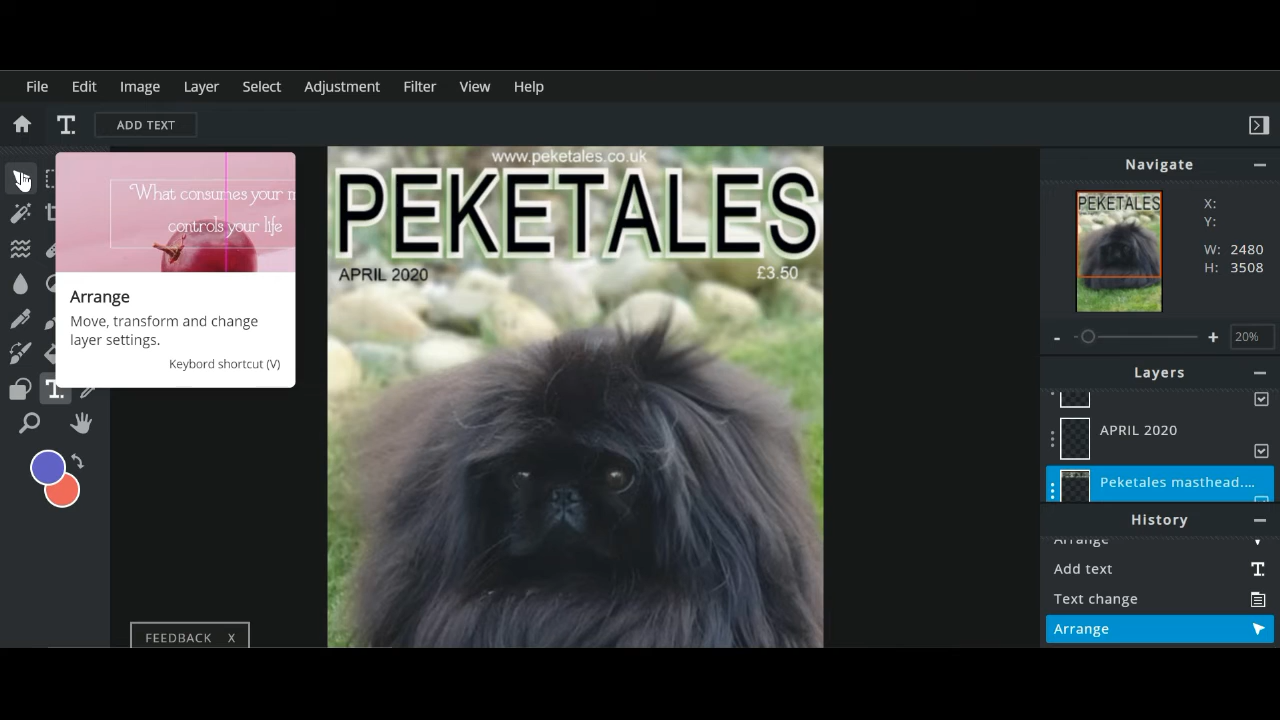 File Edit Image Layer Select Adjustment Filter View Help
T. ADD TEXT
What consumes your m
controls your life
Arrange
Move, transform and change
layer settings.
Keybord shortcut (V)
T.
www.peketales.co.uk
PEKETALES
APRIL 2020
£3.50
FEEDBACK X
Navigate
PEKETALES
X:
Y:
W: 2480
H: 3508
- + 20%
Layers
APRIL 2020
Peketales masthead....
History
Arrange
Add text T.
Text change
Arrange